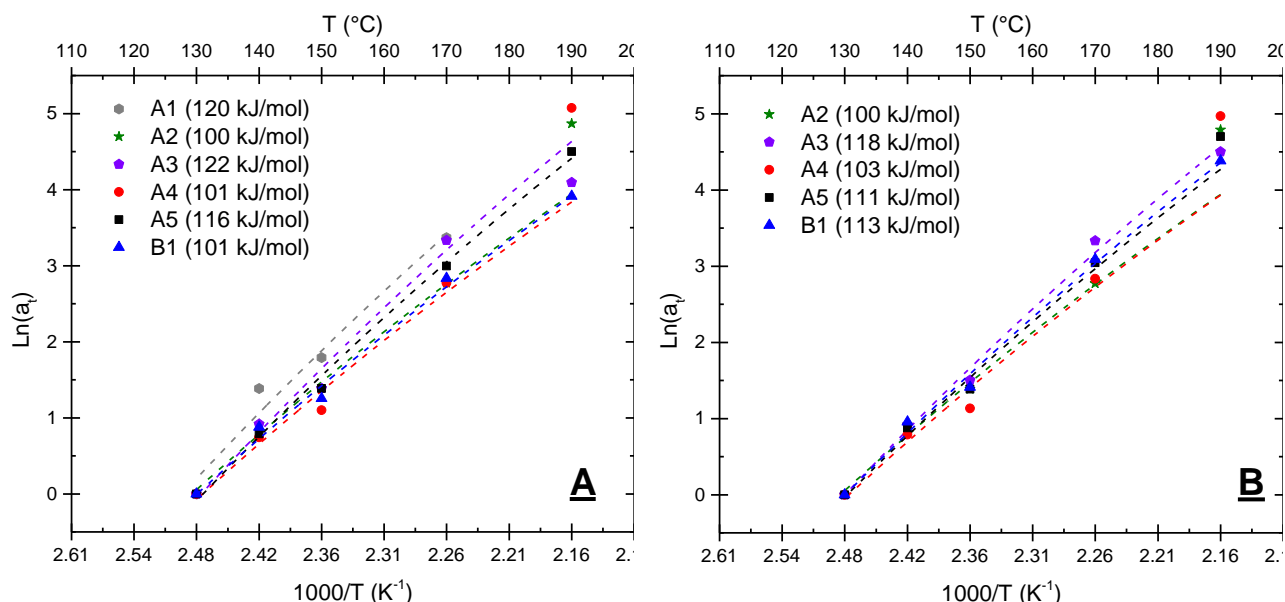 T (°C)
110 120 130 140 150 160 170 180 190 20
5
4
3
2
1
0
Ln(aₜ)
A1 (120 kJ/mol)
A2 (100 kJ/mol)
A3 (122 kJ/mol)
A4 (101 kJ/mol)
A5 (116 kJ/mol)
B1 (101 kJ/mol)
A
2.61 2.54 2.48 2.42 2.36 2.31 2.26 2.21 2.16 2.1
1000/T (K⁻¹)
T (°C)
110 120 130 140 150 160 170 180 190 20
5
4
3
2
1
0
Ln(aₜ)
A2 (100 kJ/mol)
A3 (118 kJ/mol)
A4 (103 kJ/mol)
A5 (111 kJ/mol)
B1 (113 kJ/mol)
B
2.61 2.54 2.48 2.42 2.36 2.31 2.26 2.21 2.16 2.1
1000/T (K⁻¹)